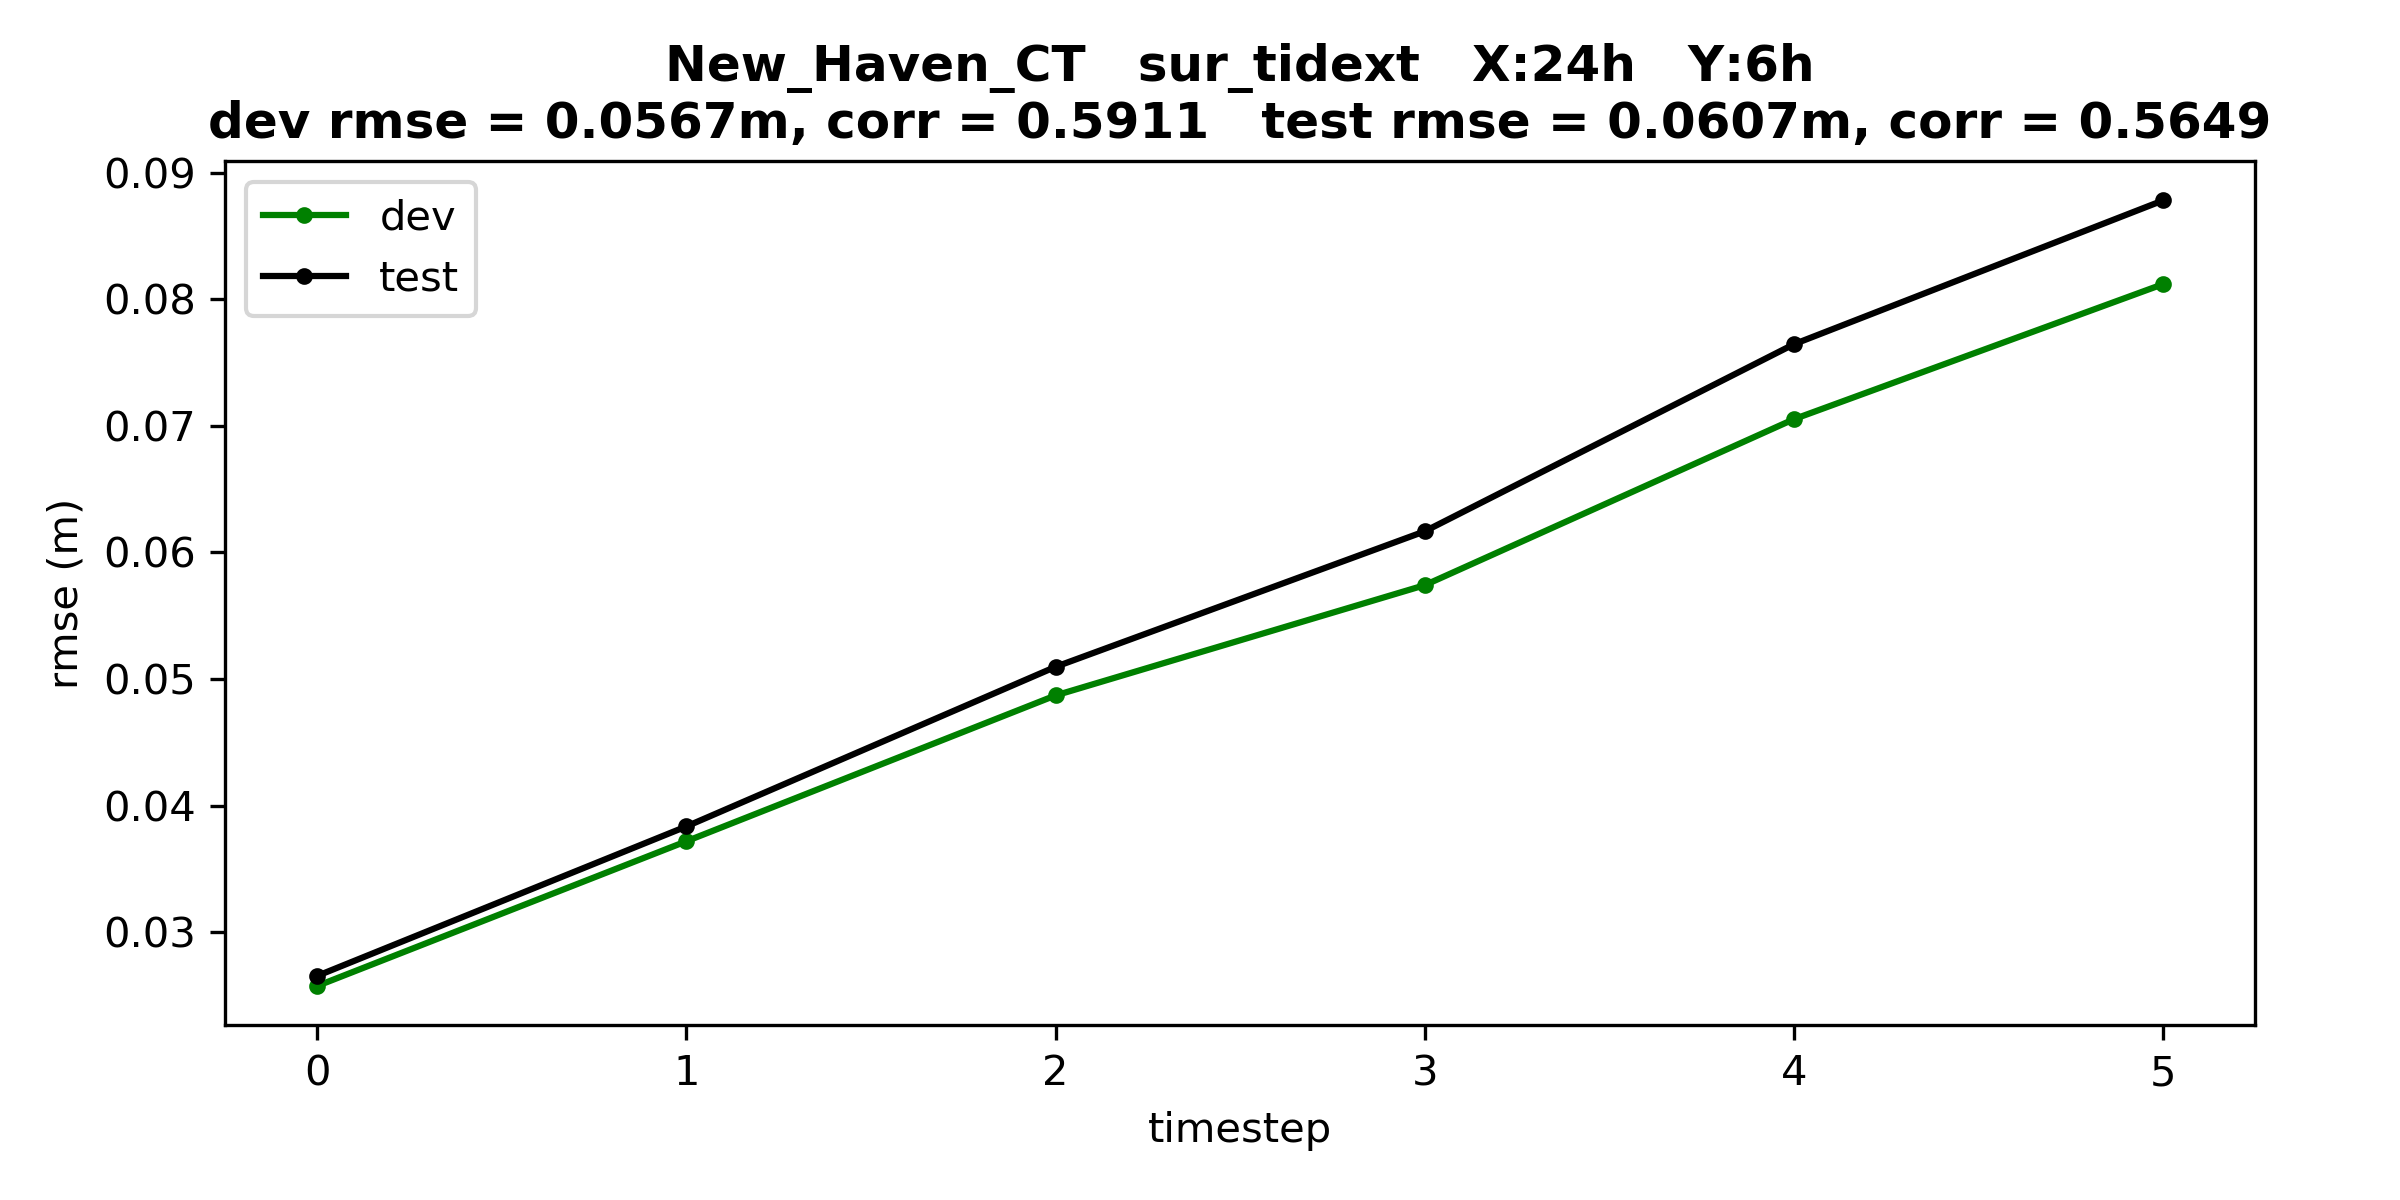 New_Haven_CT   sur_tidext   X:24h   Y:6h
dev rmse = 0.0567m, corr = 0.5911   test rmse = 0.0607m, corr = 0.5649
dev
test
0.09
0.08
0.07
0.06
0.05
0.04
0.03
rmse (m)
0 1 2 3 4 5
timestep